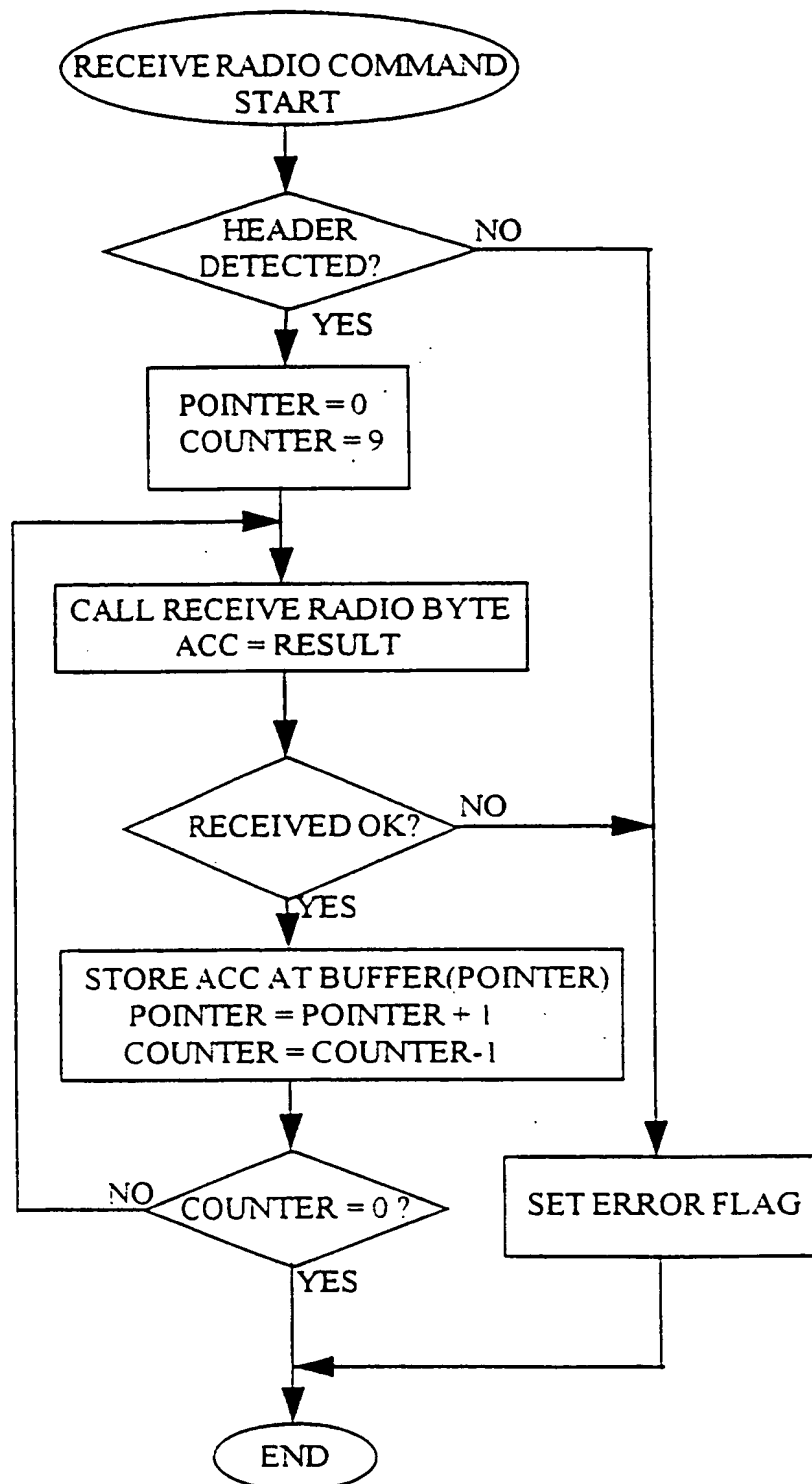 RECEIVE RADIO COMMAND
START
HEADER
DETECTED?
NO
YES
POINTER = 0
COUNTER = 9
CALL RECEIVE RADIO BYTE
ACC = RESULT
RECEIVED OK?
NO
YES
STORE ACC AT BUFFER(POINTER)
POINTER = POINTER + 1
COUNTER = COUNTER-1
NO
COUNTER = 0 ?
YES
SET ERROR FLAG
END